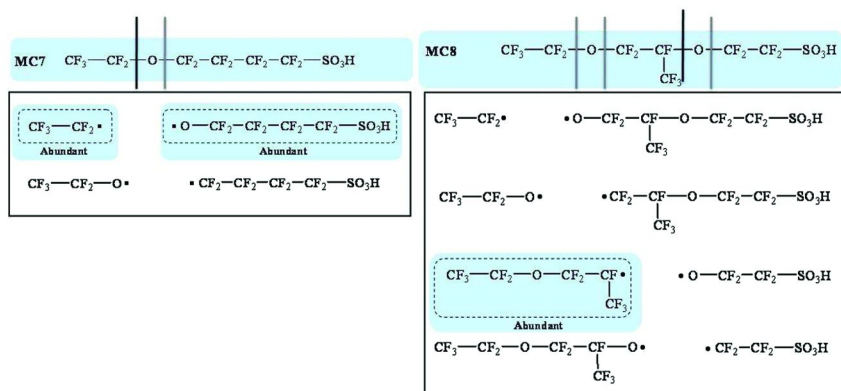 MC7 CF₃—CF₂—O—CF₂—CF₂—CF₂—CF₂—SO₃H
CF₃—CF₂•
•O—CF₂—CF₂—CF₂—CF₂—SO₃H
Abundant
Abundant
CF₃—CF₂—O•
•CF₂—CF₂—CF₂—CF₂—SO₃H
MC8 CF₃—CF₂—O—CF₂—CF—O—CF₂—CF₂—SO₃H
CF₃
CF₃—CF₂•
•O—CF₂—CF—O—CF₂—CF₂—SO₃H
CF₃
CF₃—CF₂—O•
•CF₂—CF—O—CF₂—CF₂—SO₃H
CF₃
CF₃—CF₂—O—CF₂—CF•
CF₃
•O—CF₂—CF₂—SO₃H
Abundant
CF₃—CF₂—O—CF₂—CF—O•
CF₃
•CF₂—CF₂—SO₃H